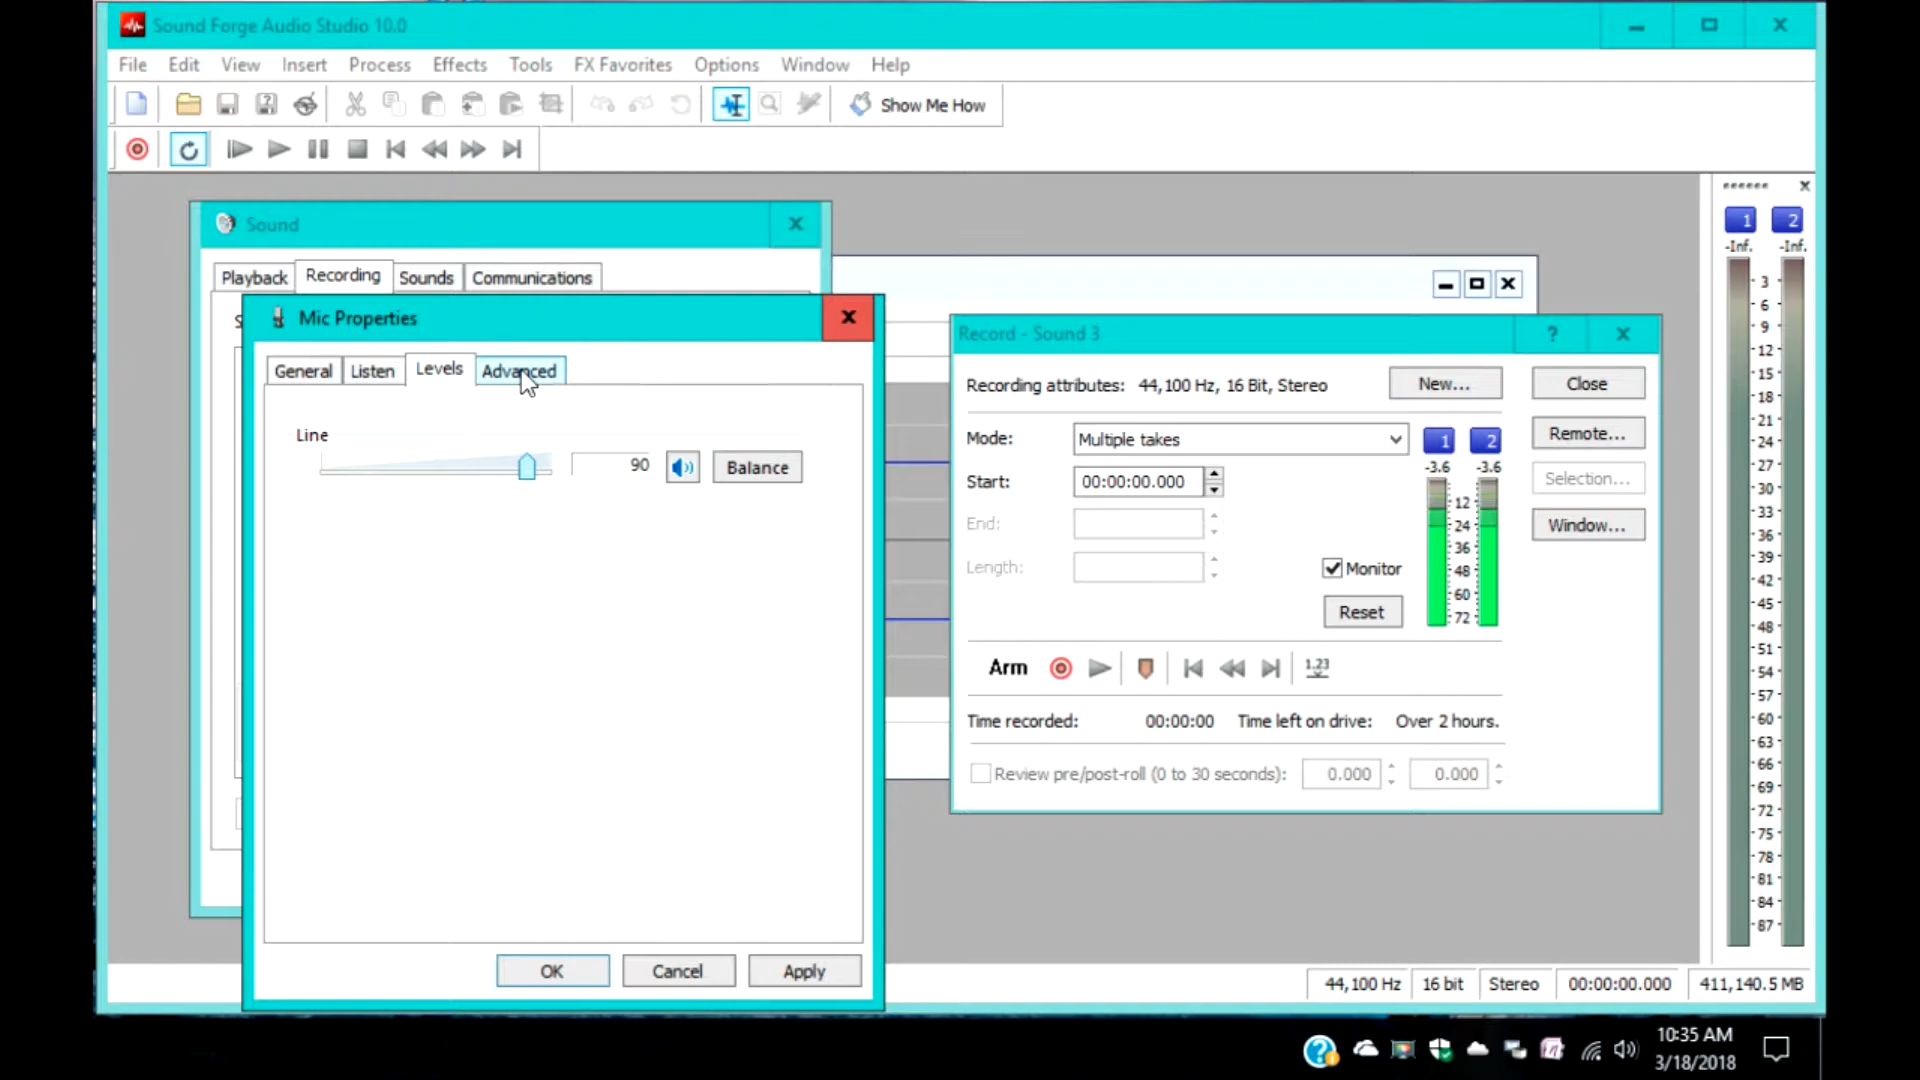 Sound Forge Audio Studio 10.0
File Edit View Insert Process Effects Tools FX Favorites Options Window Help
Show Me How
1 2
-Inf. -Inf.
3
6
9
12
15
18
21
24
27
30
33
36
39
42
45
48
51
54
57
60
63
66
69
72
75
78
81
84
87
Sound
Playback Recording Sounds Communications
Mic Properties
General Listen Levels Advanced
Line
90 Balance
OK Cancel Apply
Record - Sound 3
Recording attributes: 44,100 Hz, 16 Bit, Stereo New... Close
Mode: Multiple takes 1 2 Remote...
-3.6 -3.6
Start: 00:00:00.000 Selection...
12
24
36
48
60
72
End: Window...
Length: Monitor
Reset
Arm 1.23
Time recorded: 00:00:00 Time left on drive: Over 2 hours.
Review pre/post-roll (0 to 30 seconds): 0.000 0.000
44,100 Hz 16 bit Stereo 00:00:00.000 411,140.5 MB
10:35 AM
3/18/2018